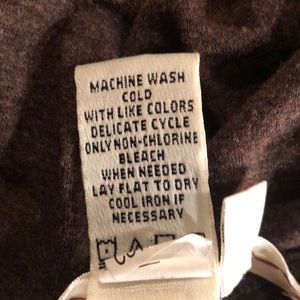 MACHINE WASH
COLD
WITH LIKE COLORS
DELICATE CYCLE
ONLY NON-CHLORINE
BLEACH
WHEN NEEDED
LAY FLAT TO DRY
COOL IRON IF
NECESSARY